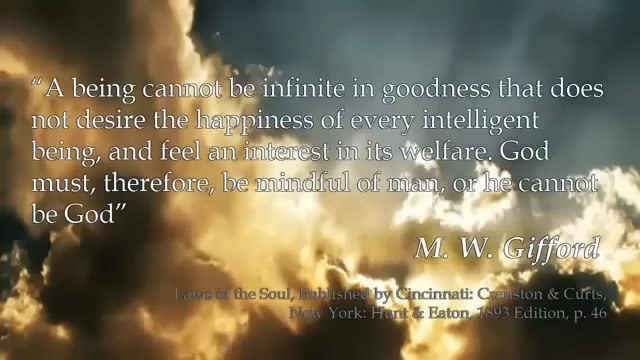 “A being cannot be infinite in goodness that does
not desire the happiness of every intelligent
being, and feel an interest in its welfare. God
must, therefore, be mindful of man, or he cannot
be God”
M. W. Gifford
Laws of the Soul, Published by Cincinnati: Cranston & Curts,
New York: Hunt & Eaton, 1893 Edition, p. 46